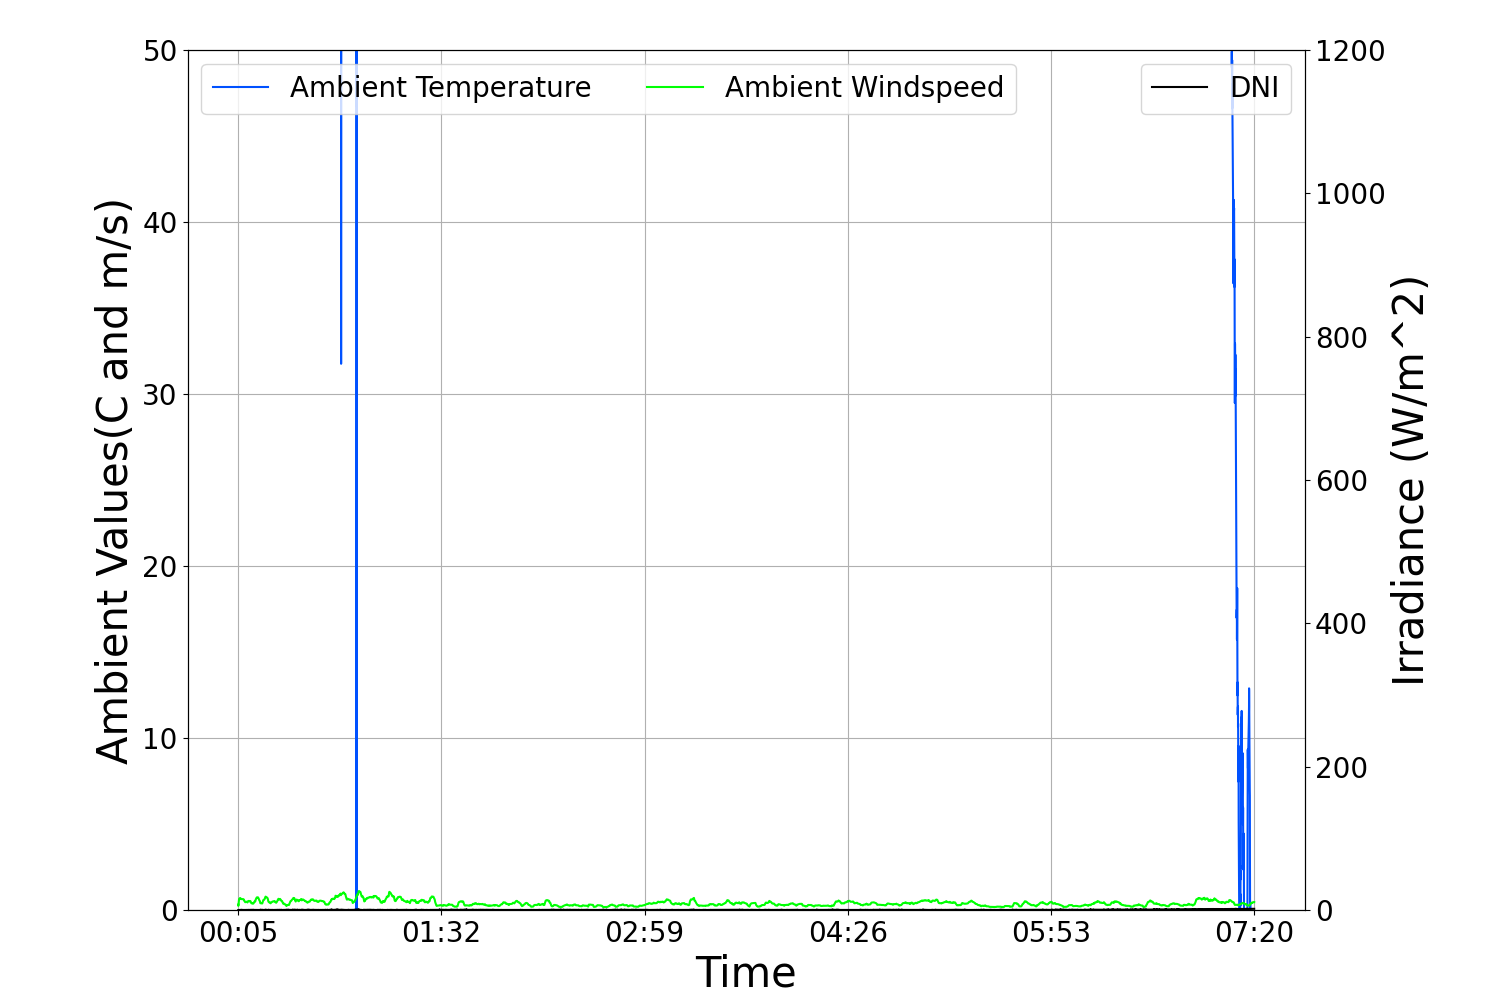 Ambient Temperature Ambient Windspeed DNI
50
40
30
20
10
0
Ambient Values(C and m/s)
1200
1000
800
600
400
200
0
Irradiance (W/m^2)
00:05 01:32 02:59 04:26 05:53 07:20
Time